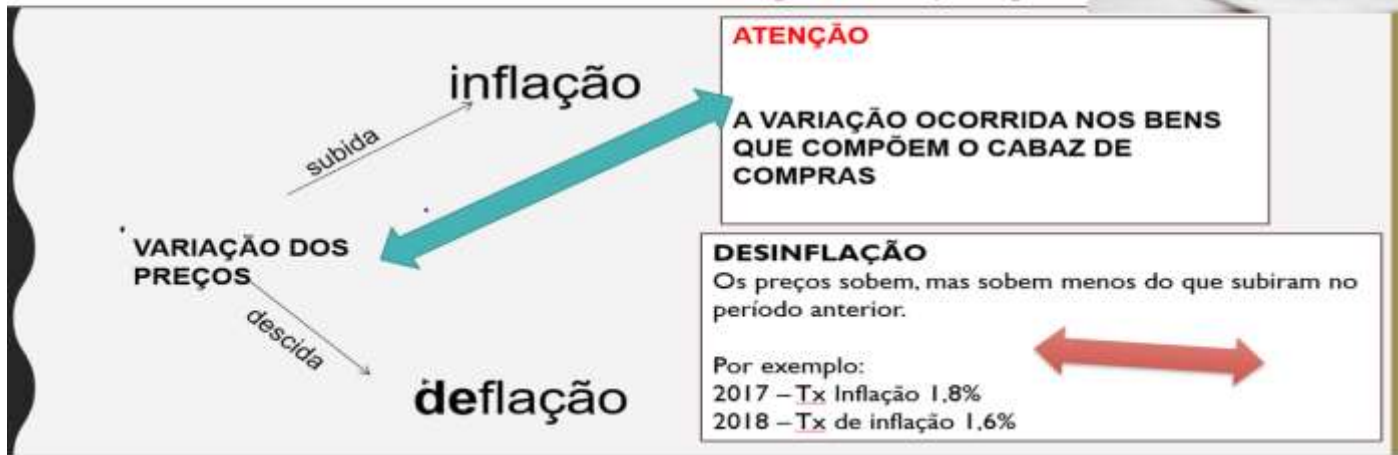 inflação
subida
VARIAÇÃO DOS
PREÇOS
descida
deflação
ATENÇÃO
A VARIAÇÃO OCORRIDA NOS BENS
QUE COMPÕEM O CABAZ DE
COMPRAS
DESINFLAÇÃO
Os preços sobem, mas sobem menos do que subiram no
período anterior.
Por exemplo:
2017 – Tx Inflação 1,8%
2018 – Tx de inflação 1,6%